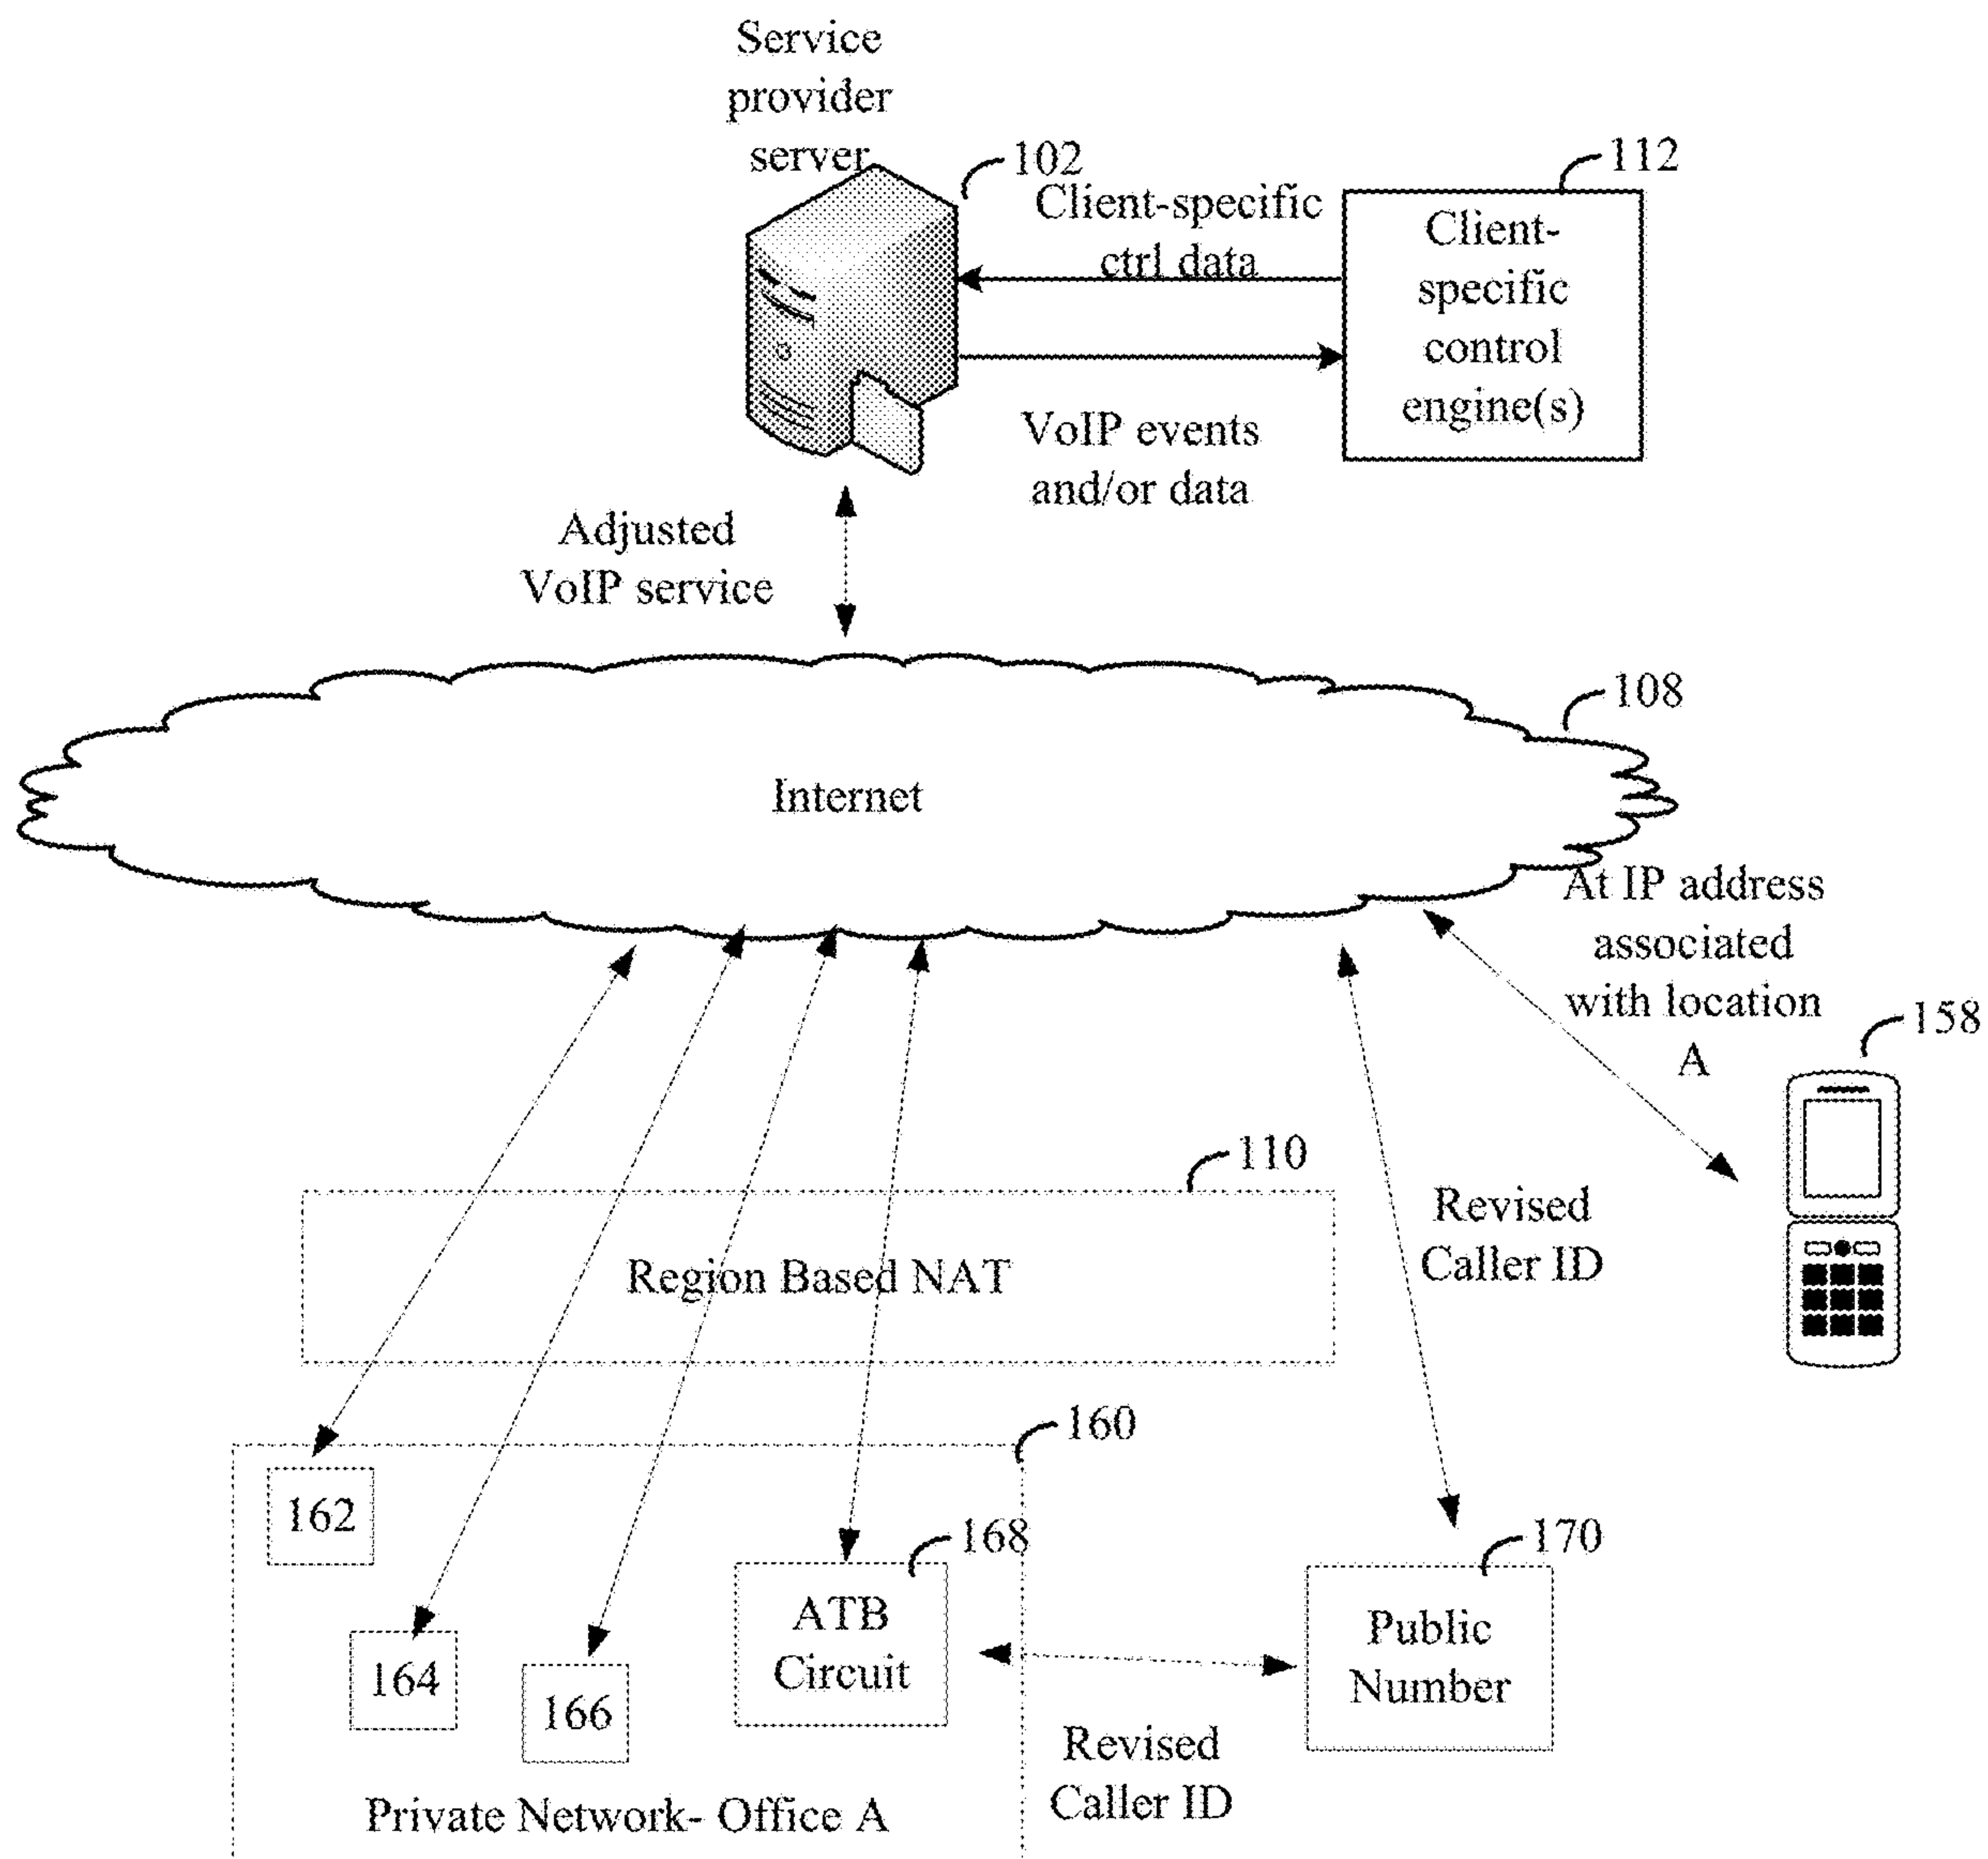 Service
provider
server
102
112
Client-specific
ctrl data
Client-
specific
control
engine(s)
VoIP events
and/or data
Adjusted
VoIP service
108
Internet
At IP address
associated
with location
A
158
110
Region Based NAT
Revised
Caller ID
160
162
164
166
168
ATB
Circuit
170
Public
Number
Revised
Caller ID
Private Network- Office A